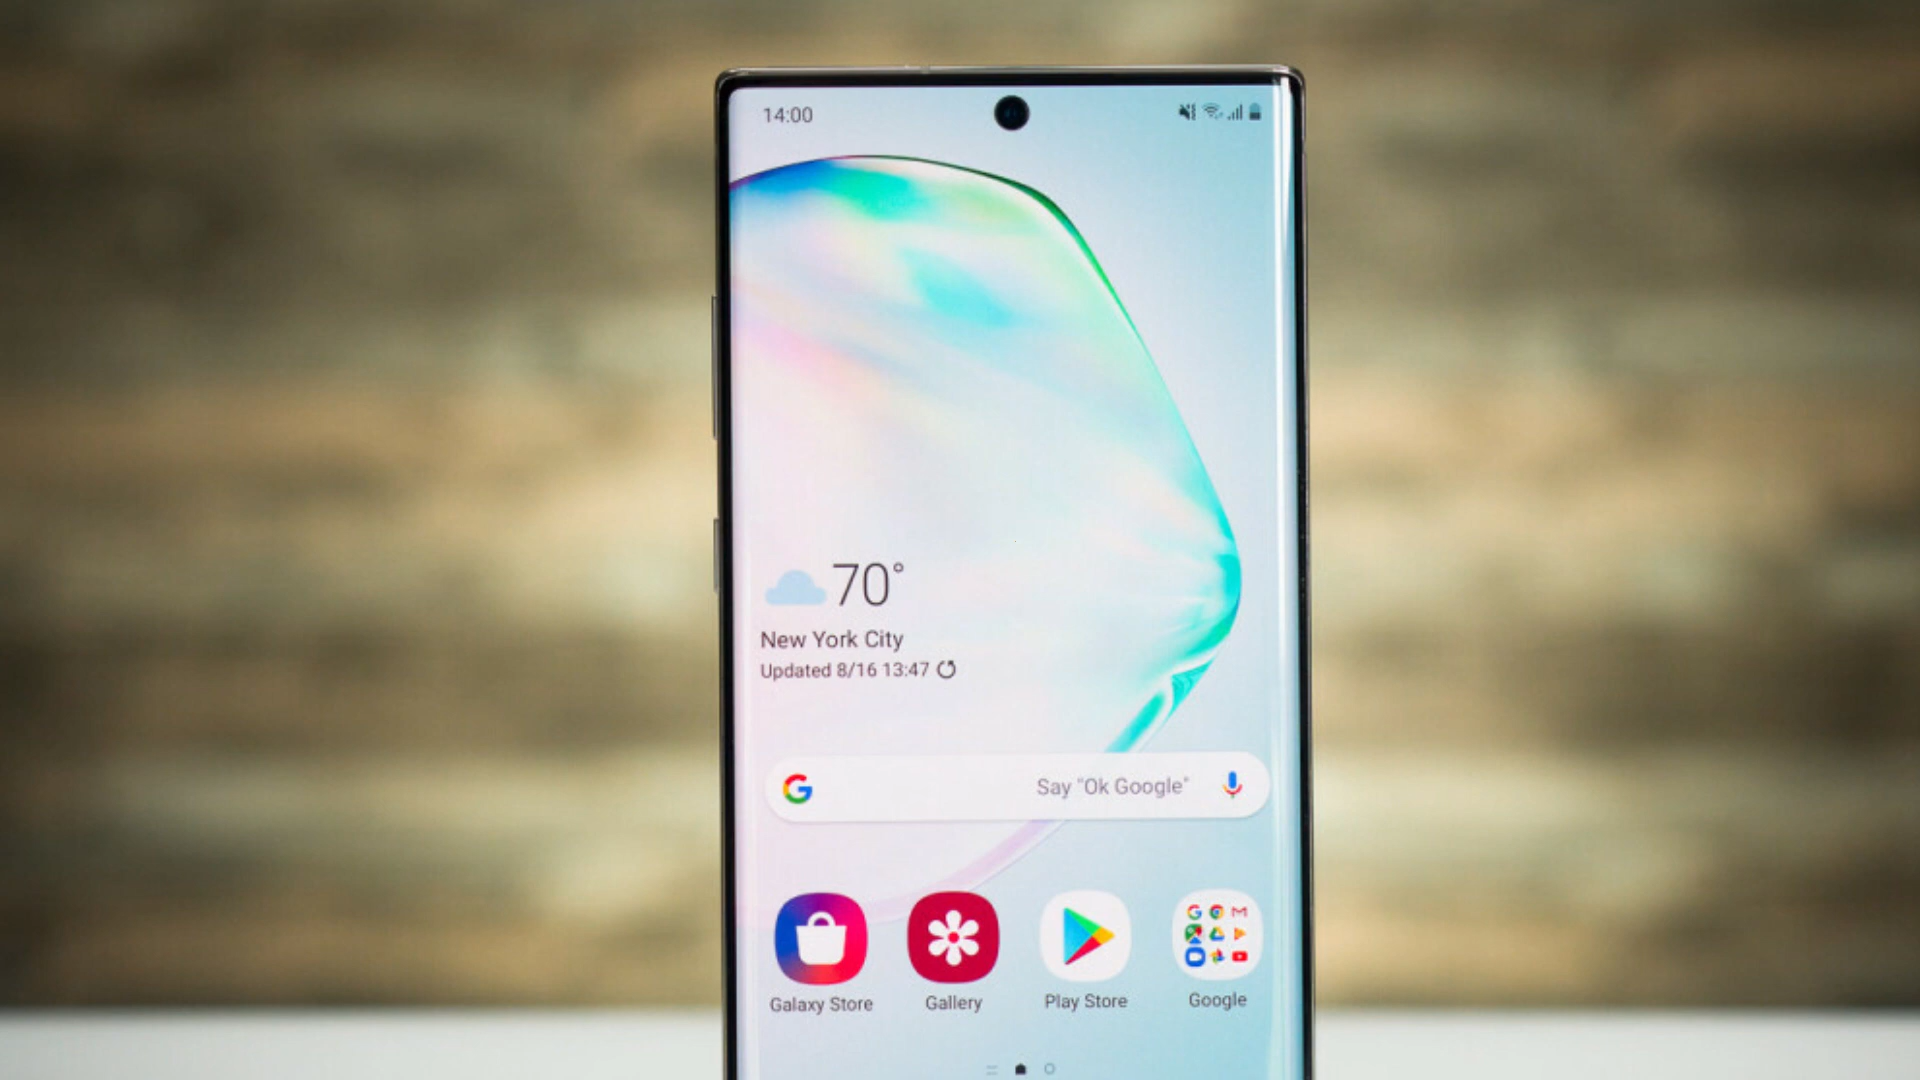 14:00
70°
New York City
Updated 8/16 13:47
Say "Ok Google"
Galaxy Store
Gallery
Play Store
Google